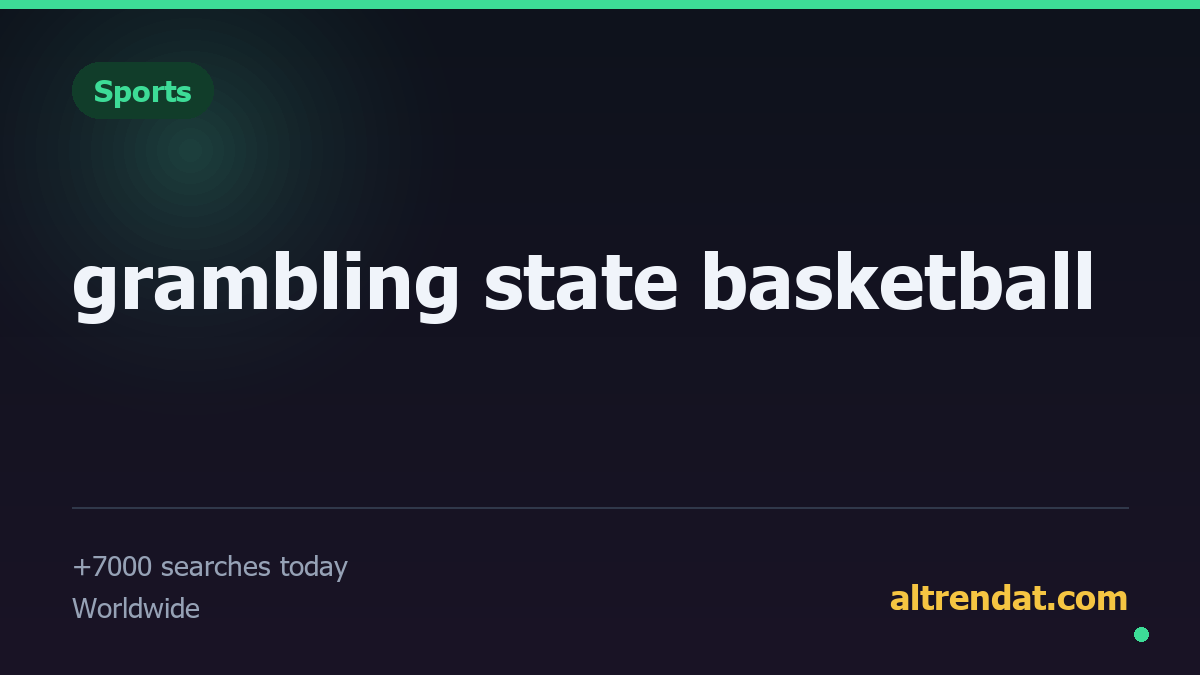 Sports
grambling state basketball
+7000 searches today
Worldwide
altrendat.com